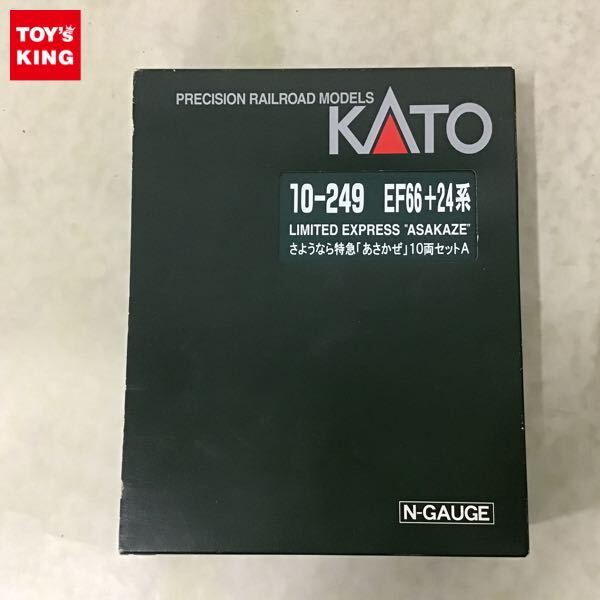 TOY's
KING
PRECISION RAILROAD MODELS
KATO
10-249 EF66+24系
LIMITED EXPRESS "ASAKAZE"
さようなら特急「あさかぜ」10両セットA
N-GAUGE